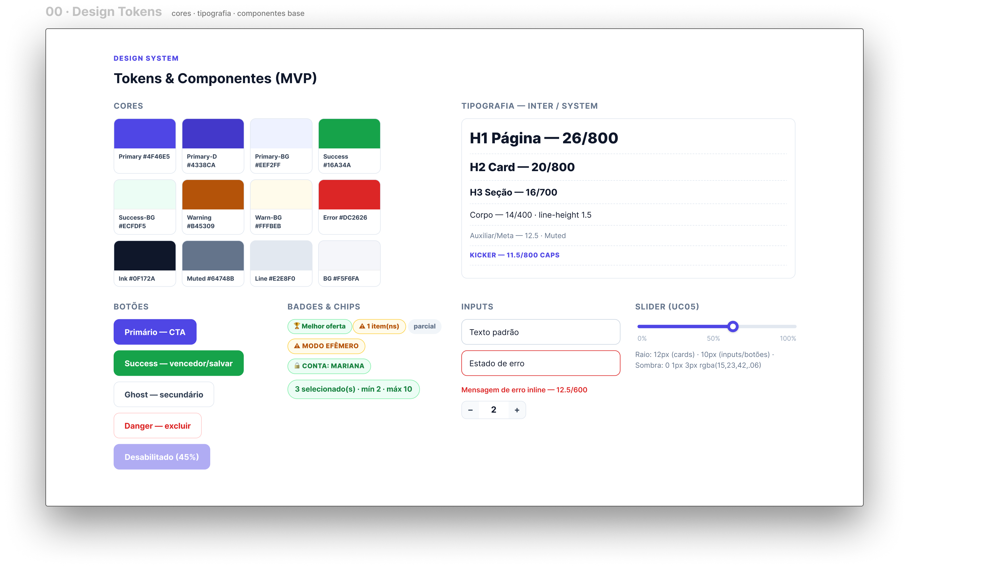 00 · Design Tokens
cores · tipografia · componentes base
DESIGN SYSTEM
Tokens & Componentes (MVP)
CORES
Primary #4F46E5
Primary-D
#4338CA
Primary-BG
#EEF2FF
Success
#16A34A
Success-BG
#ECFDF5
Warning
#B45309
Warn-BG
#FFFBEB
Error #DC2626
Ink #0F172A
Muted #64748B
Line #E2E8F0
BG #F5F6FA
TIPOGRAFIA — INTER / SYSTEM
H1 Página — 26/800
H2 Card — 20/800
H3 Seção — 16/700
Corpo — 14/400 · line-height 1.5
Auxiliar/Meta — 12.5 · Muted
KICKER — 11.5/800 CAPS
BOTÕES
Primário — CTA
Success — vencedor/salvar
Ghost — secundário
Danger — excluir
Desabilitado (45%)
BADGES & CHIPS
🏆 Melhor oferta
⚠ 1 item(ns)
parcial
⚠ MODO EFÊMERO
🔒 CONTA: MARIANA
3 selecionado(s) · mín 2 · máx 10
INPUTS
Texto padrão
Estado de erro
Mensagem de erro inline — 12.5/600
− 2 +
SLIDER (UC05)
0% 50% 100%
Raio: 12px (cards) · 10px (inputs/botões) ·
Sombra: 0 1px 3px rgba(15,23,42,.06)